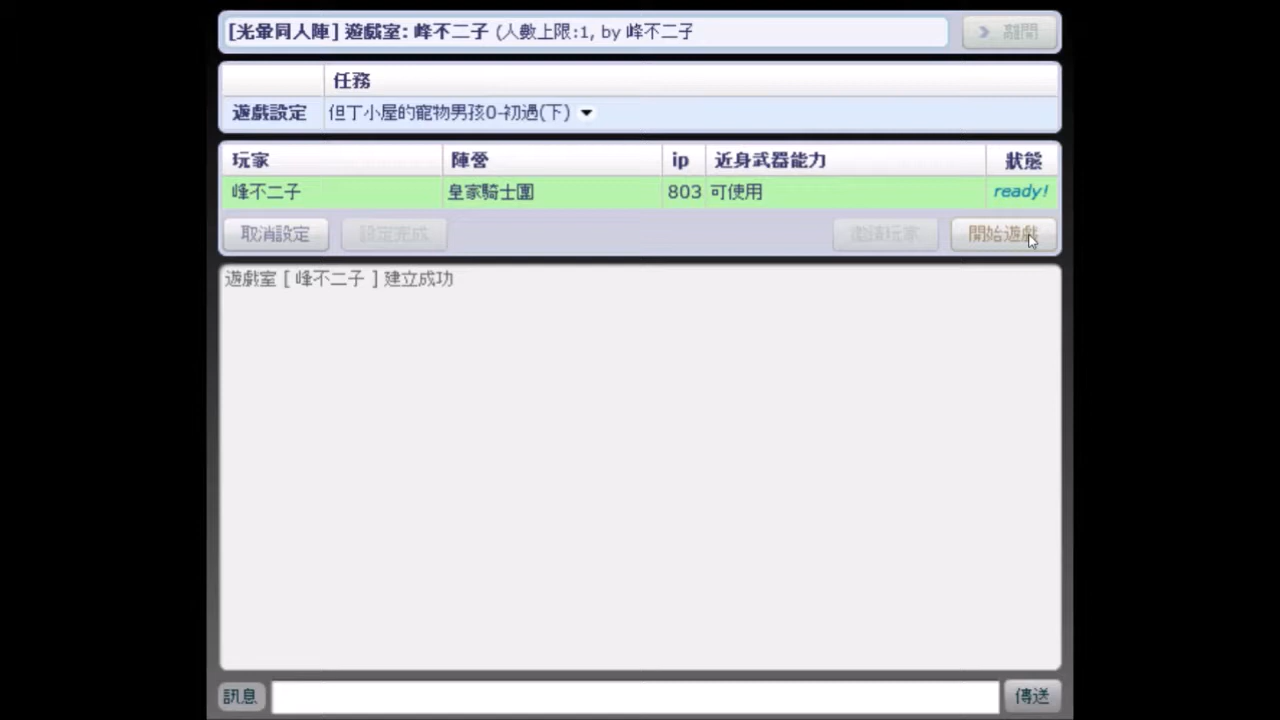 [光暈同人陣] 遊戲室: 峰不二子 (人數上限:1, by 峰不二子
離開
任務
遊戲設定 但丁小屋的寵物男孩0-初遇(下)
玩家 陣營 ip 近身武器能力 狀態
峰不二子 皇家騎士團 803 可使用 ready!
取消設定 設定完成 邀請玩家 開始遊戲
遊戲室 [ 峰不二子 ] 建立成功
訊息 傳送